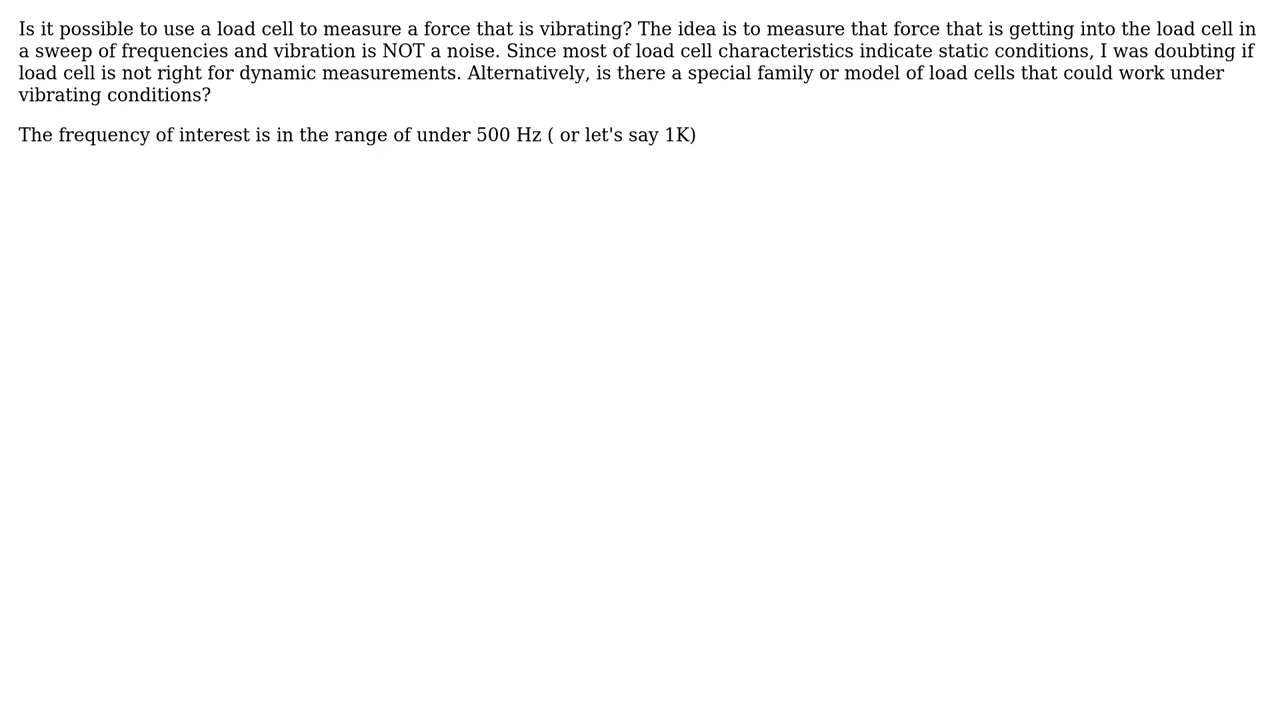 Is it possible to use a load cell to measure a force that is vibrating? The idea is to measure that force that is getting into the load cell in
a sweep of frequencies and vibration is NOT a noise. Since most of load cell characteristics indicate static conditions, I was doubting if
load cell is not right for dynamic measurements. Alternatively, is there a special family or model of load cells that could work under
vibrating conditions?
The frequency of interest is in the range of under 500 Hz ( or let's say 1K)